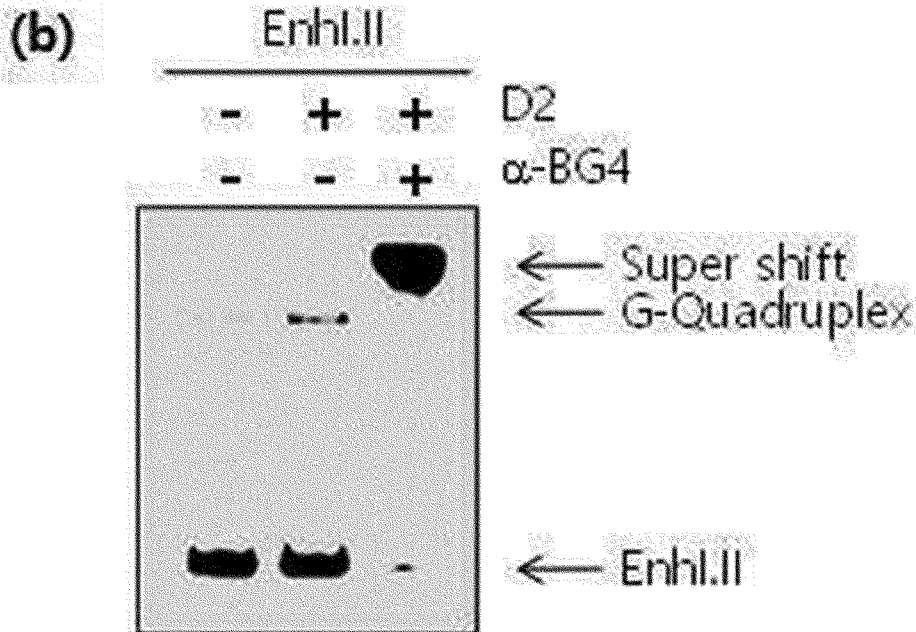 (b)
EnhI.II
- + + D2
- - + α-BG4
Super shift
G-Quadruplex
EnhI.II